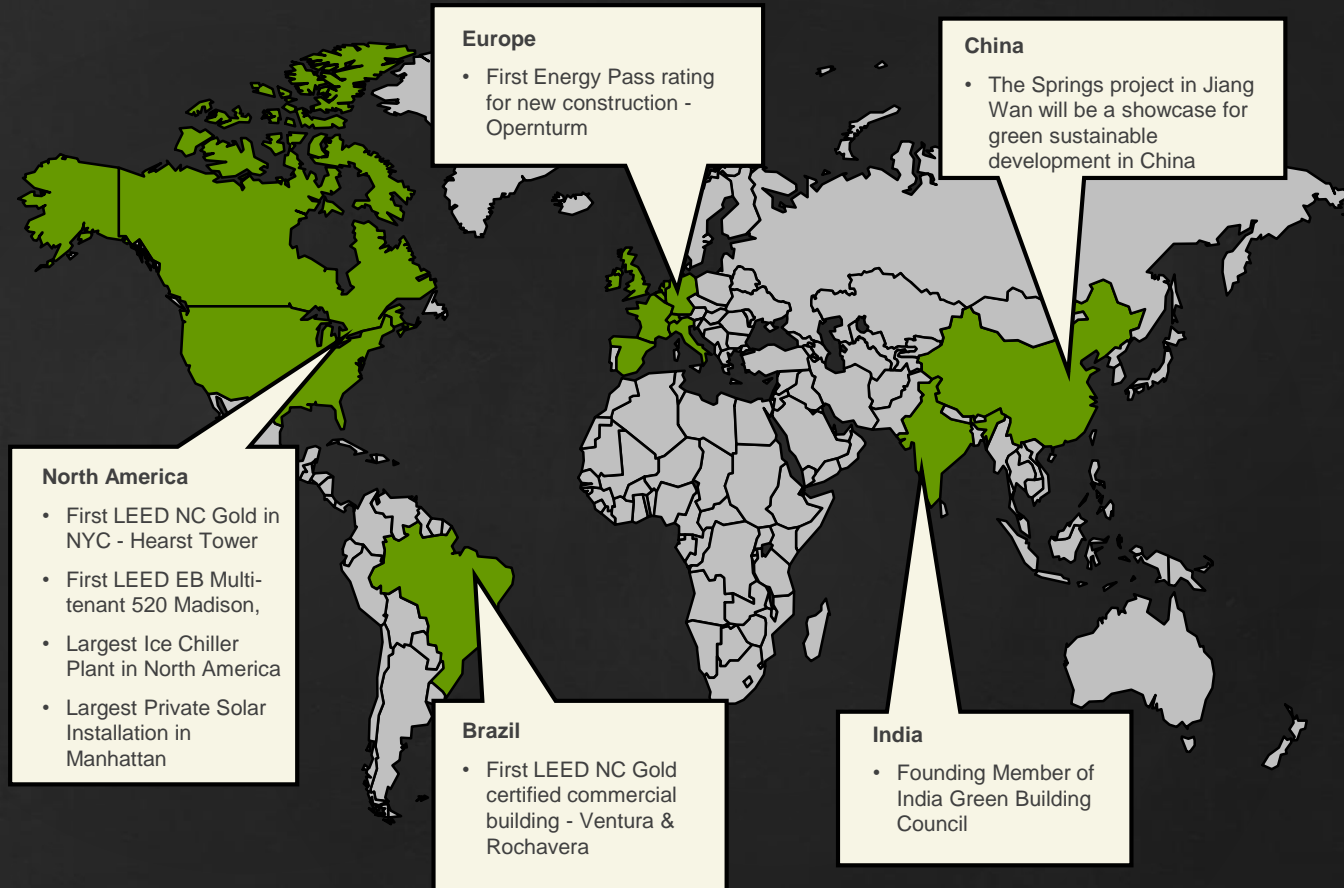 Europe
• First Energy Pass rating
for new construction -
Opernturm
China
• The Springs project in Jiang
Wan will be a showcase for
green sustainable
development in China
North America
• First LEED NC Gold in
NYC - Hearst Tower
• First LEED EB Multi-
tenant 520 Madison,
• Largest Ice Chiller
Plant in North America
• Largest Private Solar
Installation in
Manhattan
Brazil
• First LEED NC Gold
certified commercial
building - Ventura &
Rochavera
India
• Founding Member of
India Green Building
Council